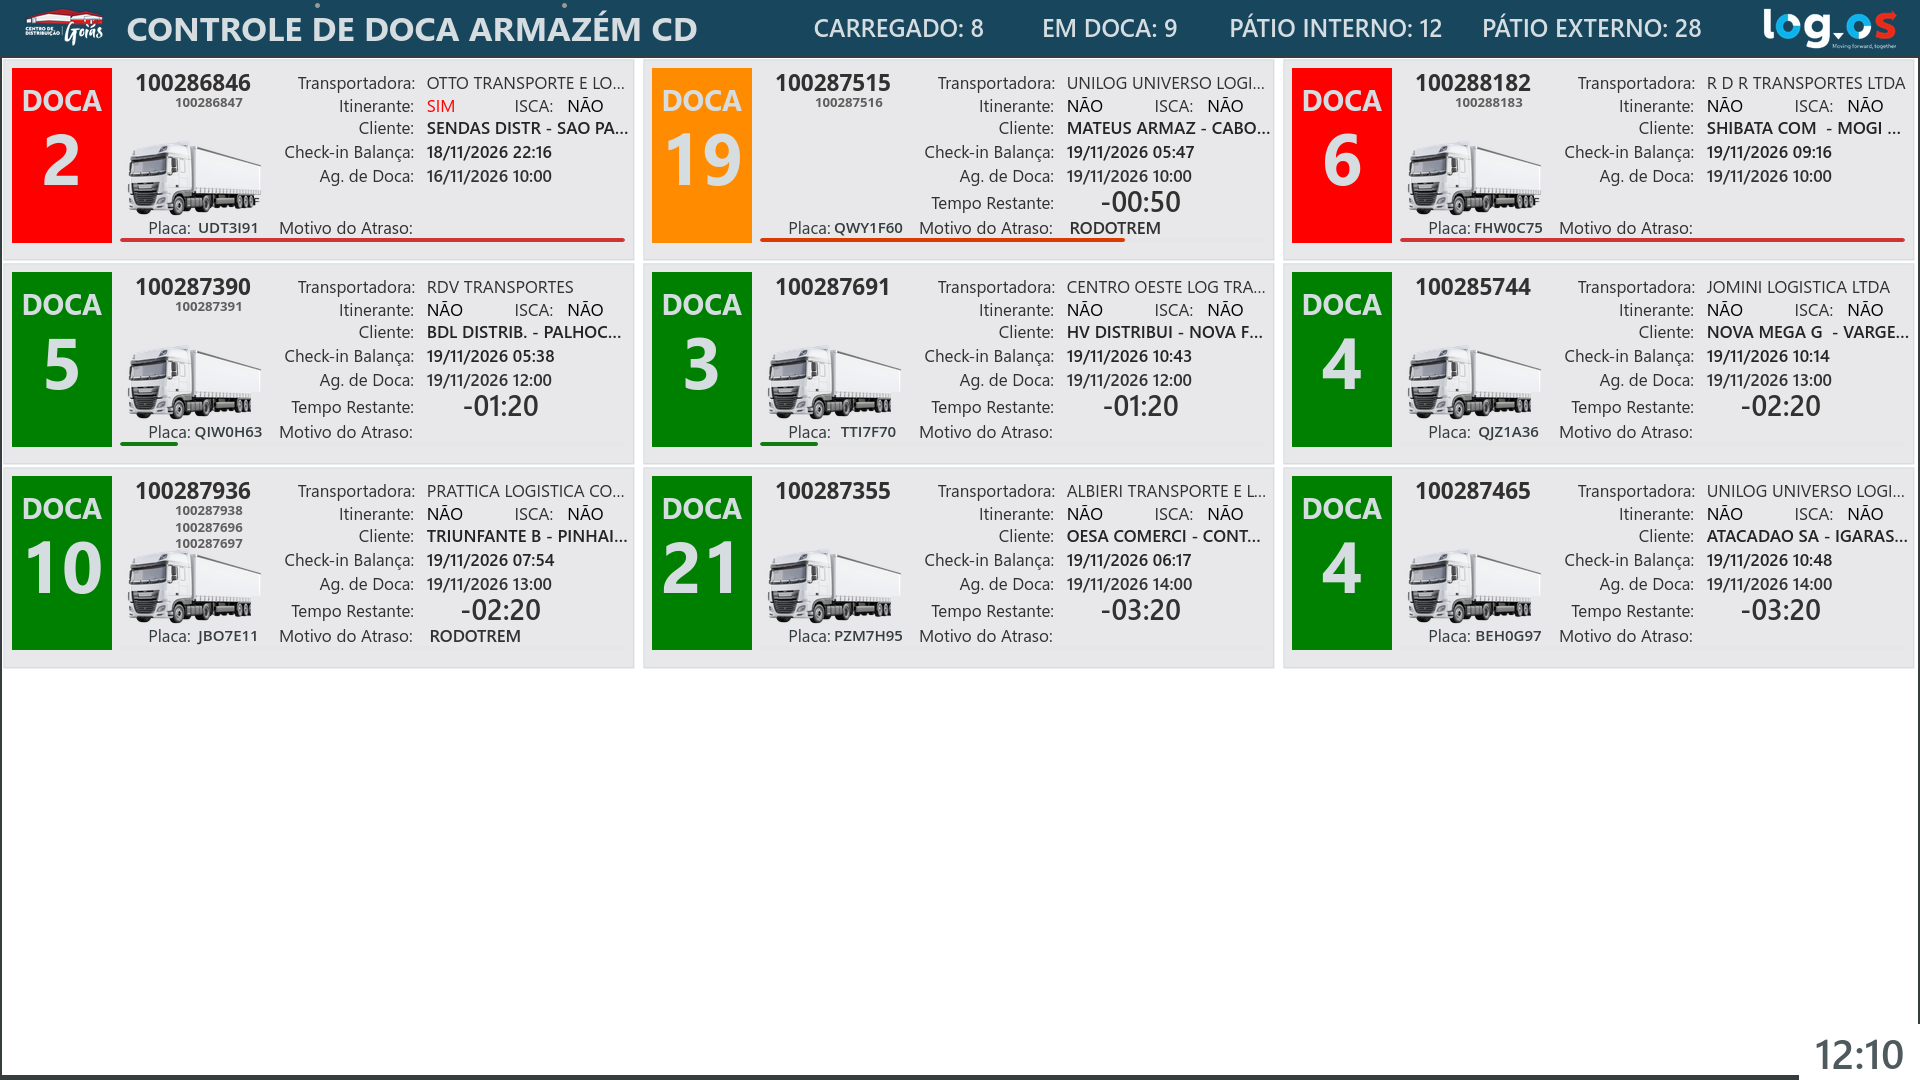 CENTRO DE DISTRIBUIÇÃO Goiás
CONTROLE DE DOCA ARMAZÉM CD
CARREGADO: 8 EM DOCA: 9 PÁTIO INTERNO: 12 PÁTIO EXTERNO: 28
log.os
Moving forward, together
DOCA
2
100286846
100286847
Transportadora: OTTO TRANSPORTE E LO...
Itinerante: SIM ISCA: NÃO
Cliente: SENDAS DISTR - SAO PA...
Check-in Balança: 18/11/2026 22:16
Ag. de Doca: 16/11/2026 10:00
Placa: UDT3I91 Motivo do Atraso:
DOCA
19
100287515
100287516
Transportadora: UNILOG UNIVERSO LOGI...
Itinerante: NÃO ISCA: NÃO
Cliente: MATEUS ARMAZ - CABO...
Check-in Balança: 19/11/2026 05:47
Ag. de Doca: 19/11/2026 10:00
Tempo Restante: -00:50
Placa: QWY1F60 Motivo do Atraso: RODOTREM
DOCA
6
100288182
100288183
Transportadora: R D R TRANSPORTES LTDA
Itinerante: NÃO ISCA: NÃO
Cliente: SHIBATA COM - MOGI ...
Check-in Balança: 19/11/2026 09:16
Ag. de Doca: 19/11/2026 10:00
Placa: FHW0C75 Motivo do Atraso:
DOCA
5
100287390
100287391
Transportadora: RDV TRANSPORTES
Itinerante: NÃO ISCA: NÃO
Cliente: BDL DISTRIB. - PALHOC...
Check-in Balança: 19/11/2026 05:38
Ag. de Doca: 19/11/2026 12:00
Tempo Restante: -01:20
Placa: QIW0H63 Motivo do Atraso:
DOCA
3
100287691
Transportadora: CENTRO OESTE LOG TRA...
Itinerante: NÃO ISCA: NÃO
Cliente: HV DISTRIBUI - NOVA F...
Check-in Balança: 19/11/2026 10:43
Ag. de Doca: 19/11/2026 12:00
Tempo Restante: -01:20
Placa: TTI7F70 Motivo do Atraso:
DOCA
4
100285744
Transportadora: JOMINI LOGISTICA LTDA
Itinerante: NÃO ISCA: NÃO
Cliente: NOVA MEGA G - VARGE...
Check-in Balança: 19/11/2026 10:14
Ag. de Doca: 19/11/2026 13:00
Tempo Restante: -02:20
Placa: QJZ1A36 Motivo do Atraso:
DOCA
10
100287936
100287938
100287696
100287697
Transportadora: PRATTICA LOGISTICA CO...
Itinerante: NÃO ISCA: NÃO
Cliente: TRIUNFANTE B - PINHAI...
Check-in Balança: 19/11/2026 07:54
Ag. de Doca: 19/11/2026 13:00
Tempo Restante: -02:20
Placa: JBO7E11 Motivo do Atraso: RODOTREM
DOCA
21
100287355
Transportadora: ALBIERI TRANSPORTE E L...
Itinerante: NÃO ISCA: NÃO
Cliente: OESA COMERCI - CONT...
Check-in Balança: 19/11/2026 06:17
Ag. de Doca: 19/11/2026 14:00
Tempo Restante: -03:20
Placa: PZM7H95 Motivo do Atraso:
DOCA
4
100287465
Transportadora: UNILOG UNIVERSO LOGI...
Itinerante: NÃO ISCA: NÃO
Cliente: ATACADAO SA - IGARAS...
Check-in Balança: 19/11/2026 10:48
Ag. de Doca: 19/11/2026 14:00
Tempo Restante: -03:20
Placa: BEH0G97 Motivo do Atraso:
12:10